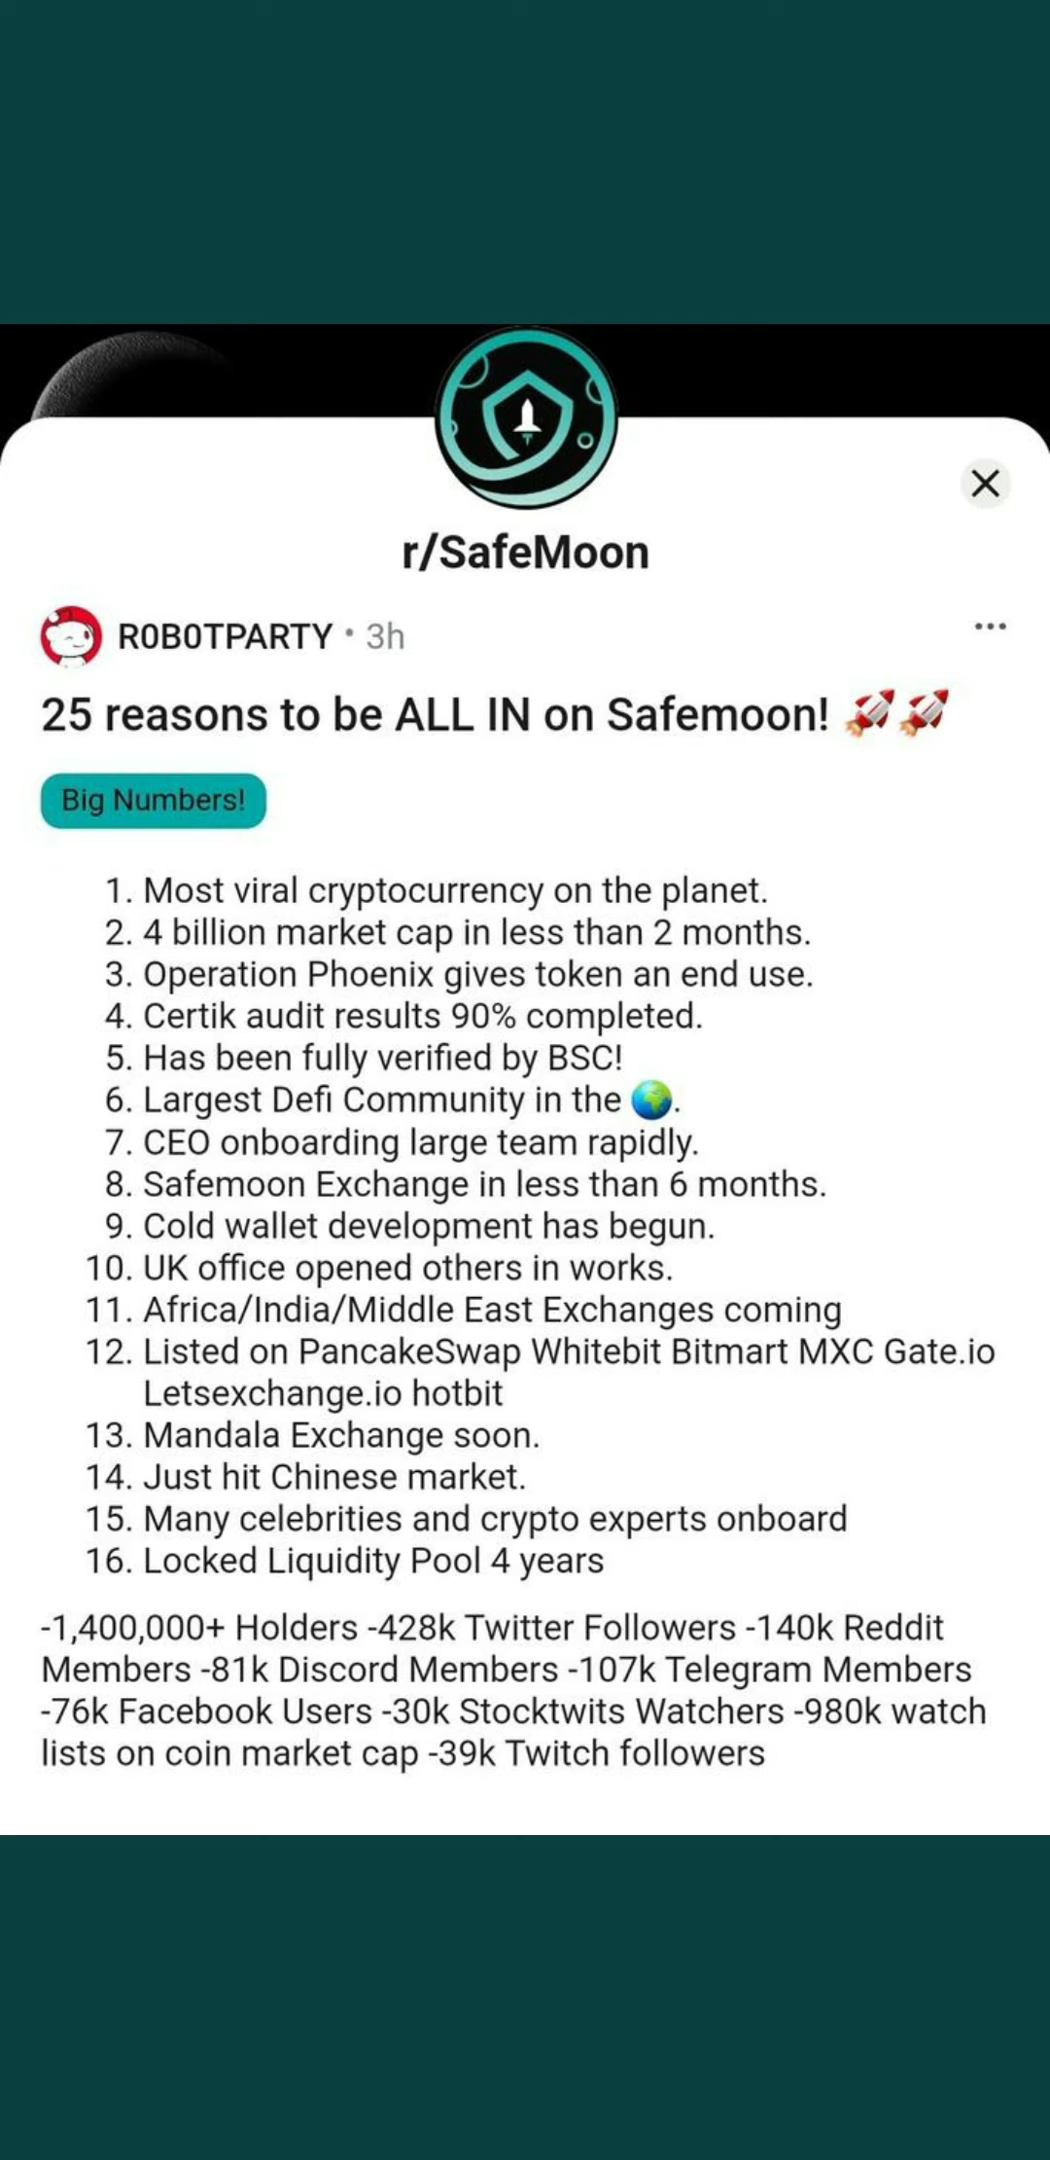 r/SafeMoon
R0B0TPARTY • 3h
25 reasons to be ALL IN on Safemoon! 🚀🚀
Big Numbers!
1. Most viral cryptocurrency on the planet.
2. 4 billion market cap in less than 2 months.
3. Operation Phoenix gives token an end use.
4. Certik audit results 90% completed.
5. Has been fully verified by BSC!
6. Largest Defi Community in the 🌍.
7. CEO onboarding large team rapidly.
8. Safemoon Exchange in less than 6 months.
9. Cold wallet development has begun.
10. UK office opened others in works.
11. Africa/India/Middle East Exchanges coming
12. Listed on PancakeSwap Whitebit Bitmart MXC Gate.io
Letsexchange.io hotbit
13. Mandala Exchange soon.
14. Just hit Chinese market.
15. Many celebrities and crypto experts onboard
16. Locked Liquidity Pool 4 years
-1,400,000+ Holders -428k Twitter Followers -140k Reddit
Members -81k Discord Members -107k Telegram Members
-76k Facebook Users -30k Stocktwits Watchers -980k watch
lists on coin market cap -39k Twitch followers